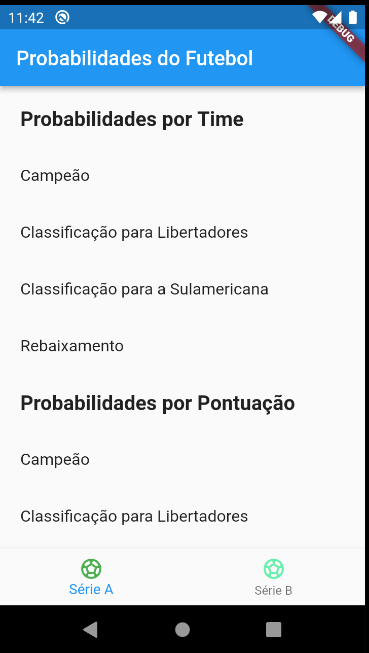 11:42
DEBUG
Probabilidades do Futebol
Probabilidades por Time
Campeão
Classificação para Libertadores
Classificação para a Sulamericana
Rebaixamento
Probabilidades por Pontuação
Campeão
Classificação para Libertadores
Série A
Série B